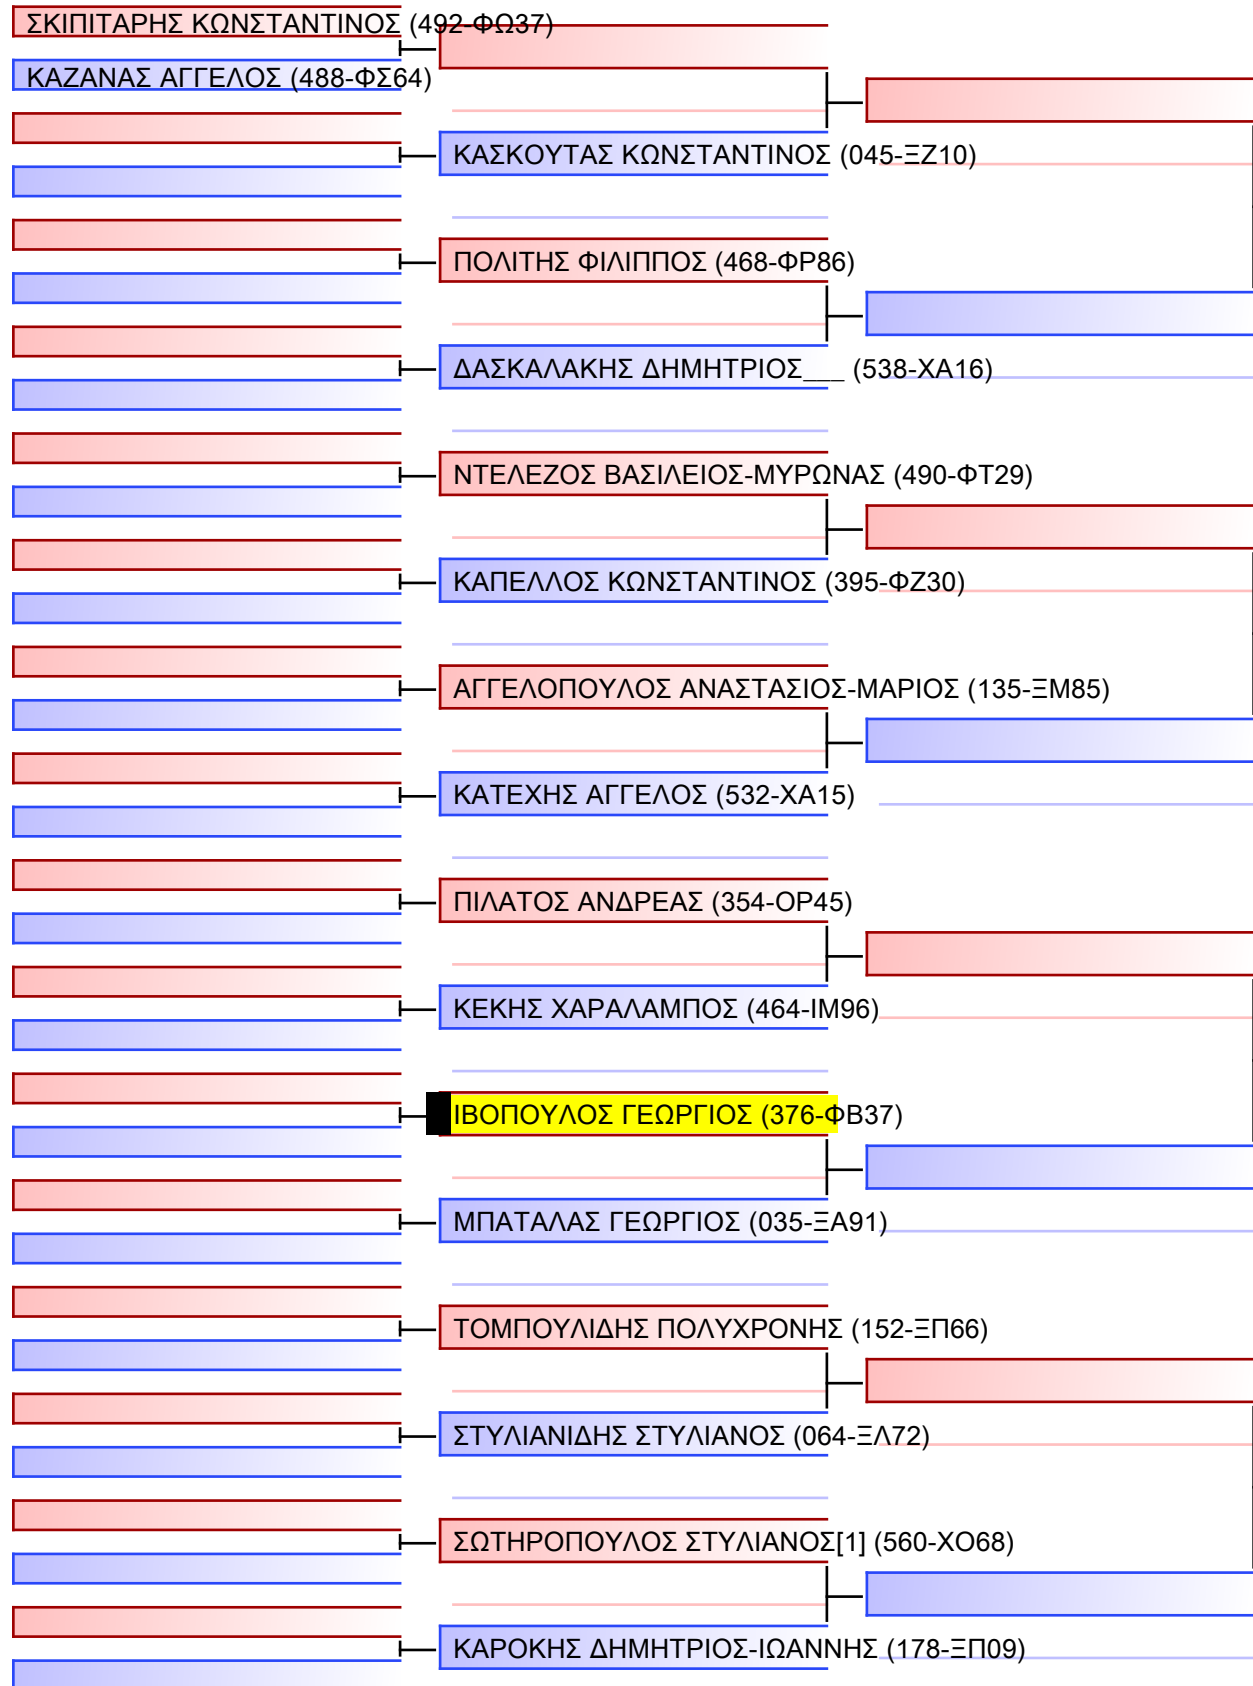 ΣΚΙΠΙΤΑΡΗΣ ΚΩΝΣΤΑΝΤΙΝΟΣ (492-ΦΩ37)
ΚΑΖΑΝΑΣ ΑΓΓΕΛΟΣ (488-ΦΣ64)
ΚΑΣΚΟΥΤΑΣ ΚΩΝΣΤΑΝΤΙΝΟΣ (045-ΞΖ10)
ΠΟΛΙΤΗΣ ΦΙΛΙΠΠΟΣ (468-ΦΡ86)
ΔΑΣΚΑΛΑΚΗΣ ΔΗΜΗΤΡΙΟΣ___ (538-ΧΑ16)
ΝΤΕΛΕΖΟΣ ΒΑΣΙΛΕΙΟΣ-ΜΥΡΩΝΑΣ (490-ΦΤ29)
ΚΑΠΕΛΛΟΣ ΚΩΝΣΤΑΝΤΙΝΟΣ (395-ΦΖ30)
ΑΓΓΕΛΟΠΟΥΛΟΣ ΑΝΑΣΤΑΣΙΟΣ-ΜΑΡΙΟΣ (135-ΞΜ85)
ΚΑΤΕΧΗΣ ΑΓΓΕΛΟΣ (532-ΧΑ15)
ΠΙΛΑΤΟΣ ΑΝΔΡΕΑΣ (354-ΟΡ45)
ΚΕΚΗΣ ΧΑΡΑΛΑΜΠΟΣ (464-ΙΜ96)
ΙΒΟΠΟΥΛΟΣ ΓΕΩΡΓΙΟΣ (376-ΦΒ37)
ΜΠΑΤΑΛΑΣ ΓΕΩΡΓΙΟΣ (035-ΞΑ91)
ΤΟΜΠΟΥΛΙΔΗΣ ΠΟΛΥΧΡΟΝΗΣ (152-ΞΠ66)
ΣΤΥΛΙΑΝΙΔΗΣ ΣΤΥΛΙΑΝΟΣ (064-ΞΛ72)
ΣΩΤΗΡΟΠΟΥΛΟΣ ΣΤΥΛΙΑΝΟΣ[1] (560-ΧΟ68)
ΚΑΡΟΚΗΣ ΔΗΜΗΤΡΙΟΣ-ΙΩΑΝΝΗΣ (178-ΞΠ09)